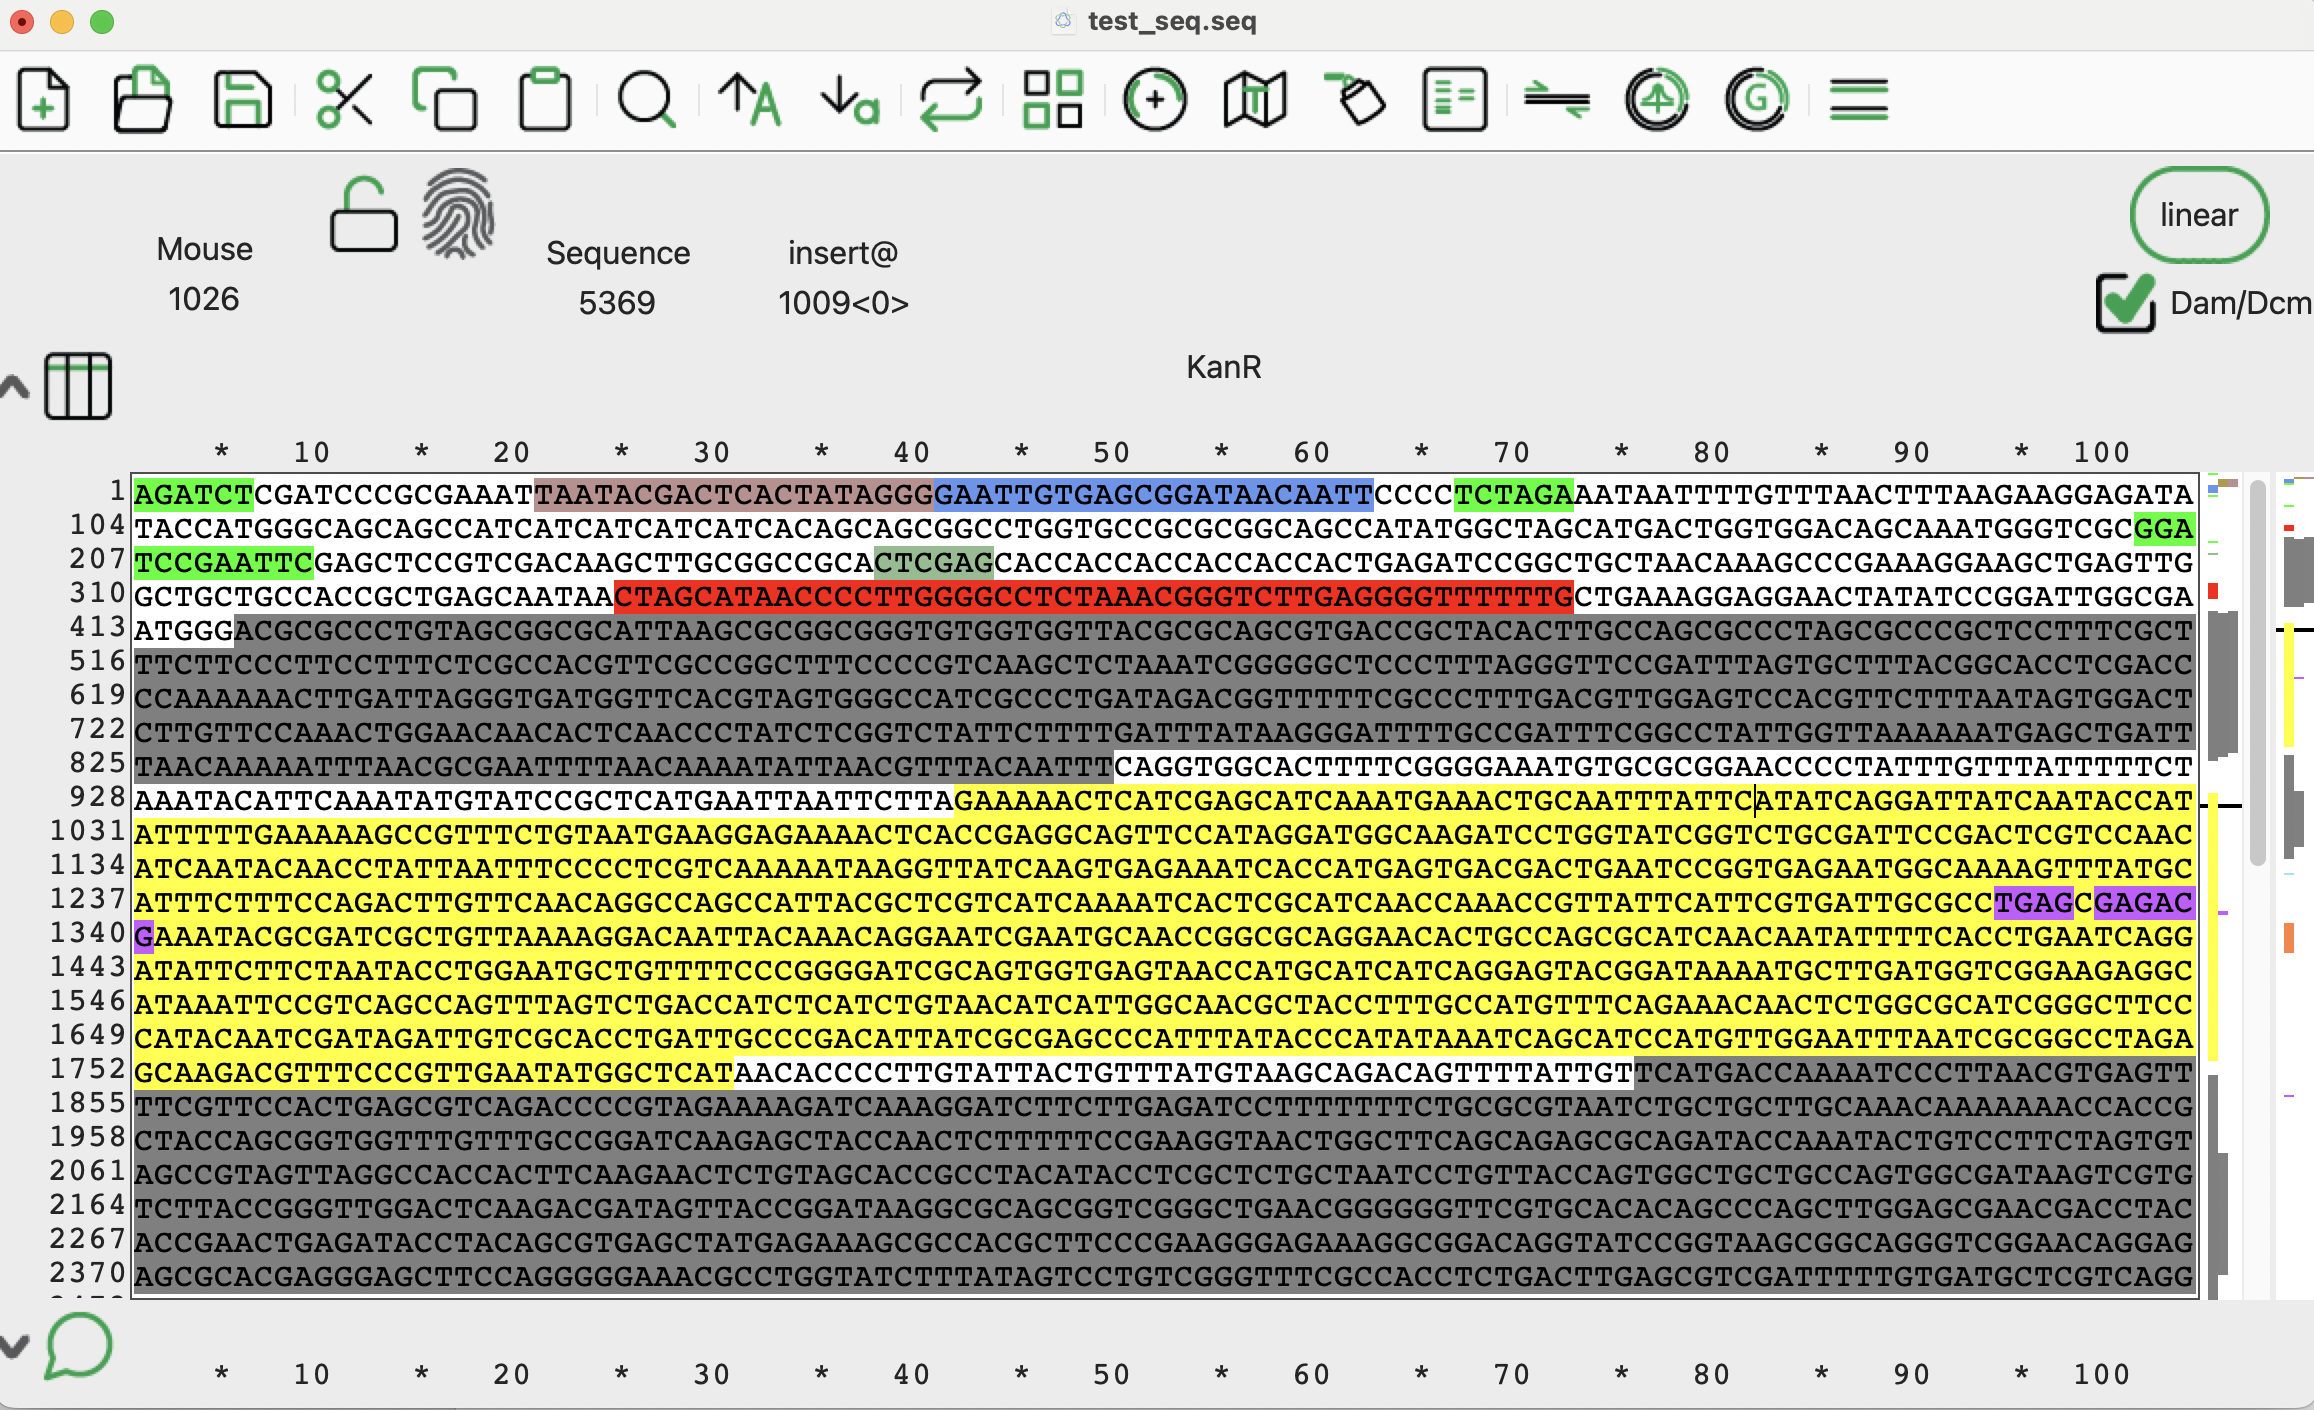 test_seq.seq
linear
Mouse Sequence insert@
1026 5369 1009<0>
Dam/Dcm
KanR
* 10 * 20 * 30 * 40 * 50 * 60 * 70 * 80 * 90 * 100
1 AGATCTCGATCCCGCGAAATTAATACGACTCACTATAGGGGAATTGTGAGCGGATAACAATTCCCCTCTAGAAATAATTTTGTTTAACTTTAAGAAGGAGATA
104 TACCATGGGCAGCAGCCATCATCATCATCATCACAGCAGCGGCCTGGTGCCGCGCGGCAGCCATATGGCTAGCATGACTGGTGGACAGCAAATGGGTCGCGGA
207 TCCGAATTCGAGCTCCGTCGACAAGCTTGCGGCCGCACTCGAGCACCACCACCACCACCACTGAGATCCGGCTGCTAACAAAGCCCGAAAGGAAGCTGAGTTG
310 GCTGCTGCCACCGCTGAGCAATAACTAGCATAACCCCTTGGGGCCTCTAAACGGGTCTTGAGGGGTTTTTTGCTGAAAGGAGGAACTATATCCGGATTGGCGA
413 ATGGGACGCGCCCTGTAGCGGCGCATTAAGCGCGGCGGGTGTGGTGGTTACGCGCAGCGTGACCGCTACACTTGCCAGCGCCCTAGCGCCCGCTCCTTTCGCT
516 TTCTTCCCTTCCTTTCTCGCCACGTTCGCCGGCTTTCCCCGTCAAGCTCTAAATCGGGGGCTCCCTTTAGGGTTCCGATTTAGTGCTTTACGGCACCTCGACC
619 CCAAAAAACTTGATTAGGGTGATGGTTCACGTAGTGGGCCATCGCCCTGATAGACGGTTTTTCGCCCTTTGACGTTGGAGTCCACGTTCTTTAATAGTGGACT
722 CTTGTTCCAAACTGGAACAACACTCAACCCTATCTCGGTCTATTCTTTTGATTTATAAGGGATTTTGCCGATTTCGGCCTATTGGTTAAAAAATGAGCTGATT
825 TAACAAAAATTTAACGCGAATTTTAACAAAATATTAACGTTTACAATTTCAGGTGGCACTTTTCGGGGAAATGTGCGCGGAACCCCTATTTGTTTATTTTTCT
928 AAATACATTCAAATATGTATCCGCTCATGAATTAATTCTTAGAAAAACTCATCGAGCATCAAATGAAACTGCAATTTATTCATATCAGGATTATCAATACCAT
1031 ATTTTTGAAAAAGCCGTTTCTGTAATGAAGGAGAAAACTCACCGAGGCAGTTCCATAGGATGGCAAGATCCTGGTATCGGTCTGCGATTCCGACTCGTCCAAC
1134 ATCAATACAACCTATTAATTTCCCCTCGTCAAAAATAAGGTTATCAAGTGAGAAATCACCATGAGTGACGACTGAATCCGGTGAGAATGGCAAAAGTTTATGC
1237 ATTTCTTTCCAGACTTGTTCAACAGGCCAGCCATTACGCTCGTCATCAAAATCACTCGCATCAACCAAACCGTTATTCATTCGTGATTGCGCCTGAGCGAGAC
1340 GAAATACGCGATCGCTGTTAAAAGGACAATTACAAACAGGAATCGAATGCAACCGGCGCAGGAACACTGCCAGCGCATCAACAATATTTTCACCTGAATCAGG
1443 ATATTCTTCTAATACCTGGAATGCTGTTTTCCCGGGGATCGCAGTGGTGAGTAACCATGCATCATCAGGAGTACGGATAAAATGCTTGATGGTCGGAAGAGGC
1546 ATAAATTCCGTCAGCCAGTTTAGTCTGACCATCTCATCTGTAACATCATTGGCAACGCTACCTTTGCCATGTTTCAGAAACAACTCTGGCGCATCGGGCTTCC
1649 CATACAATCGATAGATTGTCGCACCTGATTGCCCGACATTATCGCGAGCCCATTTATACCCATATAAATCAGCATCCATGTTGGAATTTAATCGCGGCCTAGA
1752 GCAAGACGTTTCCCGTTGAATATGGCTCATAACACCCCTTGTATTACTGTTTATGTAAGCAGACAGTTTTATTGTTCATGACCAAAATCCCTTAACGTGAGTT
1855 TTCGTTCCACTGAGCGTCAGACCCCGTAGAAAAGATCAAAGGATCTTCTTGAGATCCTTTTTTTCTGCGCGTAATCTGCTGCTTGCAAACAAAAAAACCACCG
1958 CTACCAGCGGTGGTTTGTTTGCCGGATCAAGAGCTACCAACTCTTTTTCCGAAGGTAACTGGCTTCAGCAGAGCGCAGATACCAAATACTGTCCTTCTAGTGT
2061 AGCCGTAGTTAGGCCACCACTTCAAGAACTCTGTAGCACCGCCTACATACCTCGCTCTGCTAATCCTGTTACCAGTGGCTGCTGCCAGTGGCGATAAGTCGTG
2164 TCTTACCGGGTTGGACTCAAGACGATAGTTACCGGATAAGGCGCAGCGGTCGGGCTGAACGGGGGGTTCGTGCACACAGCCCAGCTTGGAGCGAACGACCTAC
2267 ACCGAACTGAGATACCTACAGCGTGAGCTATGAGAAAGCGCCACGCTTCCCGAAGGGAGAAAGGCGGACAGGTATCCGGTAAGCGGCAGGGTCGGAACAGGAG
2370 AGCGCACGAGGGAGCTTCCAGGGGGAAACGCCTGGTATCTTTATAGTCCTGTCGGGTTTCGCCACCTCTGACTTGAGCGTCGATTTTTGTGATGCTCGTCAGG
* 10 * 20 * 30 * 40 * 50 * 60 * 70 * 80 * 90 * 100